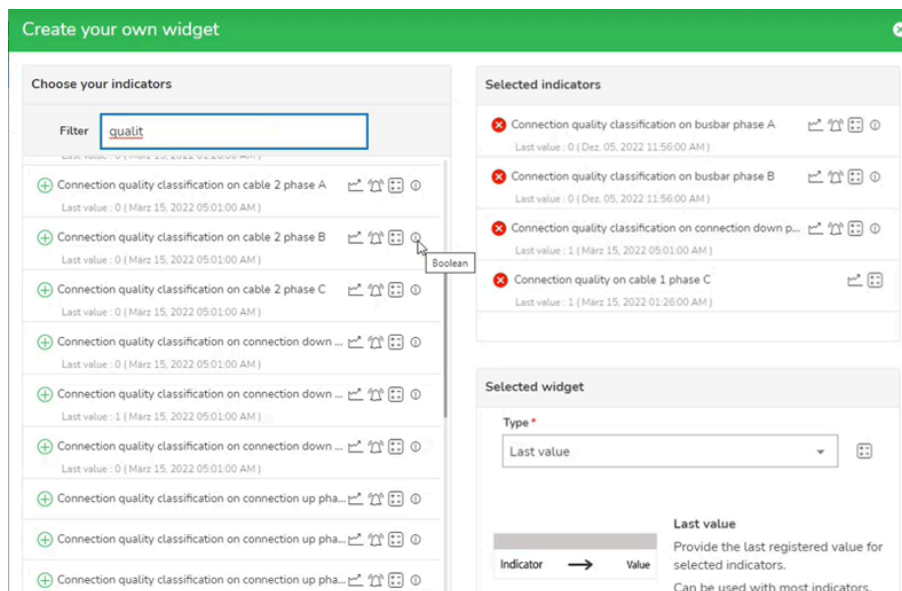 Create your own widget
Choose your indicators
Filter
qualit
Connection quality classification on cable 2 phase A
Last value : 0 ( März 15, 2022 05:01:00 AM )
Connection quality classification on cable 2 phase B
Last value : 0 ( März 15, 2022 05:01:00 AM )
Boolean
Connection quality classification on cable 2 phase C
Last value : 0 ( März 15, 2022 05:01:00 AM )
Connection quality classification on connection down ...
Last value : 0 ( März 15, 2022 05:01:00 AM )
Connection quality classification on connection down ...
Last value : 1 ( März 15, 2022 05:01:00 AM )
Connection quality classification on connection down ...
Last value : 0 ( März 15, 2022 05:01:00 AM )
Connection quality classification on connection up pha...
Connection quality classification on connection up pha...
Connection quality classification on connection up pha...
Selected indicators
Connection quality classification on busbar phase A
Last value : 0 ( Dez. 05, 2022 11:56:00 AM )
Connection quality classification on busbar phase B
Last value : 0 ( Dez. 05, 2022 11:56:00 AM )
Connection quality classification on connection down p...
Last value : 1 ( März 15, 2022 05:01:00 AM )
Connection quality on cable 1 phase C
Last value : 1 ( März 15, 2022 01:26:00 AM )
Selected widget
Type *
Last value
Indicator → Value
Last value
Provide the last registered value for
selected indicators.
Can be used with most indicators.